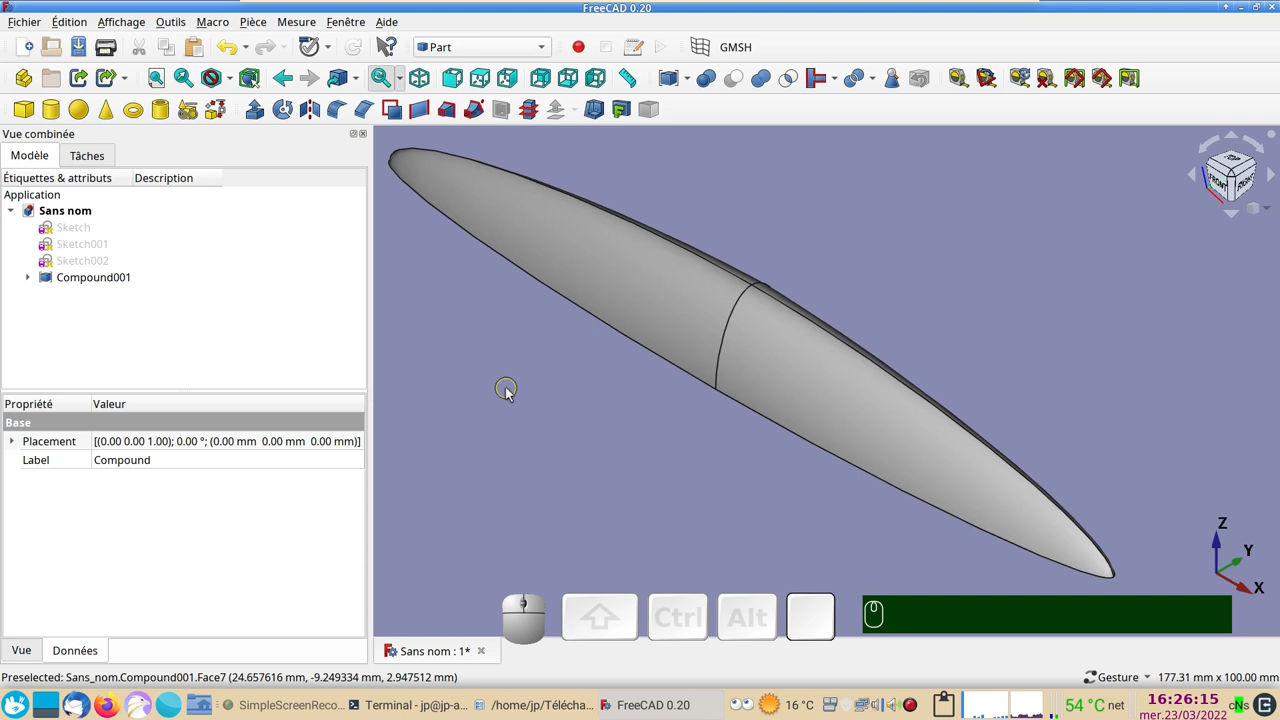 FreeCAD 0.20
Fichier Édition Affichage Outils Macro Pièce Mesure Fenêtre Aide
Part GMSH
Vue combinée
Modèle Tâches
Étiquettes & attributs Description
Application
Sans nom
Sketch
Sketch001
Sketch002
Compound001
Propriété Valeur
Base
Placement [(0.00 0.00 1.00); 0.00 °; (0.00 mm 0.00 mm 0.00 mm)]
Label Compound
FRONT
Z
Y
X
Ctrl Alt
Vue Données
Sans nom : 1*
Preselected: Sans_nom.Compound001.Face7 (24.657616 mm, -9.249334 mm, 2.947512 mm)
Gesture 177.31 mm x 100.00 mm
SimpleScreenReco... Terminal - jp@jp-a... /home/jp/Télécha... FreeCAD 0.20 16 °C 54 °C net 16:26:15
mer.23/03/2022